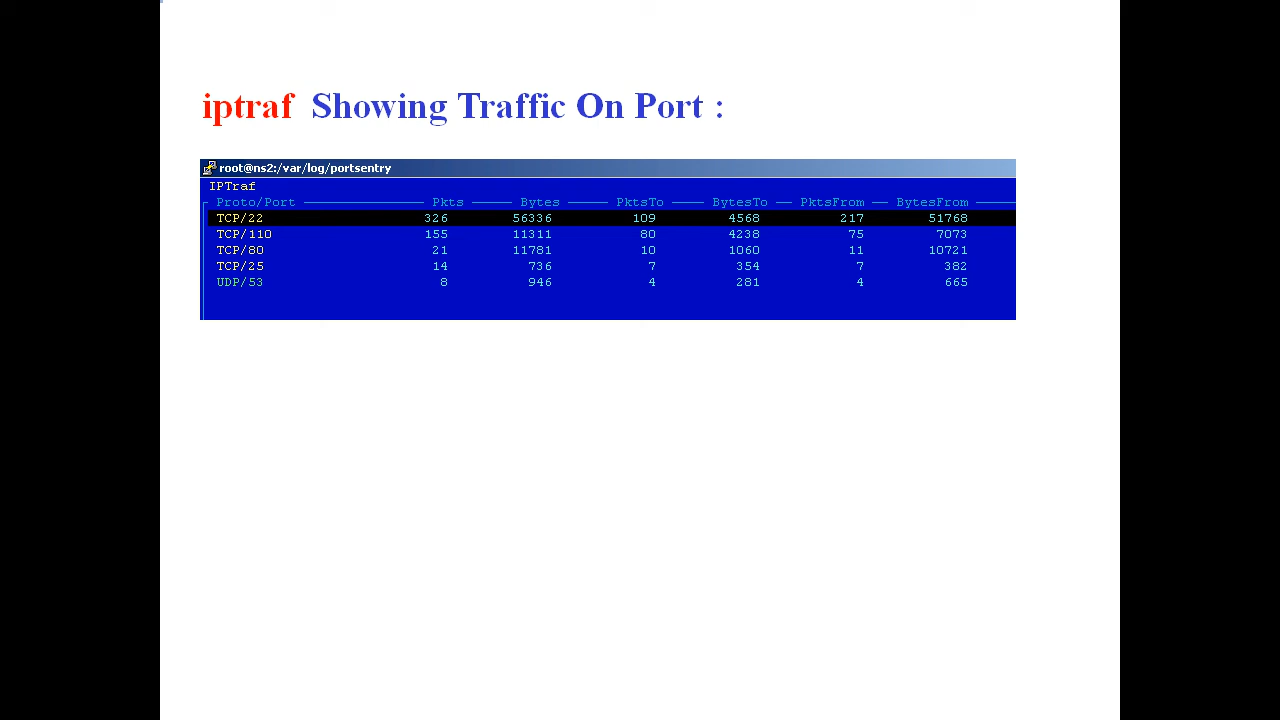 iptraf Showing Traffic On Port :
root@ns2:/var/log/portsentry
IPTraf
Proto/Port Pkts Bytes PktsTo BytesTo PktsFrom BytesFrom
TCP/22 326 56336 109 4568 217 51768
TCP/110 155 11311 80 4238 75 7073
TCP/80 21 11781 10 1060 11 10721
TCP/25 14 736 7 354 7 382
UDP/53 8 946 4 281 4 665